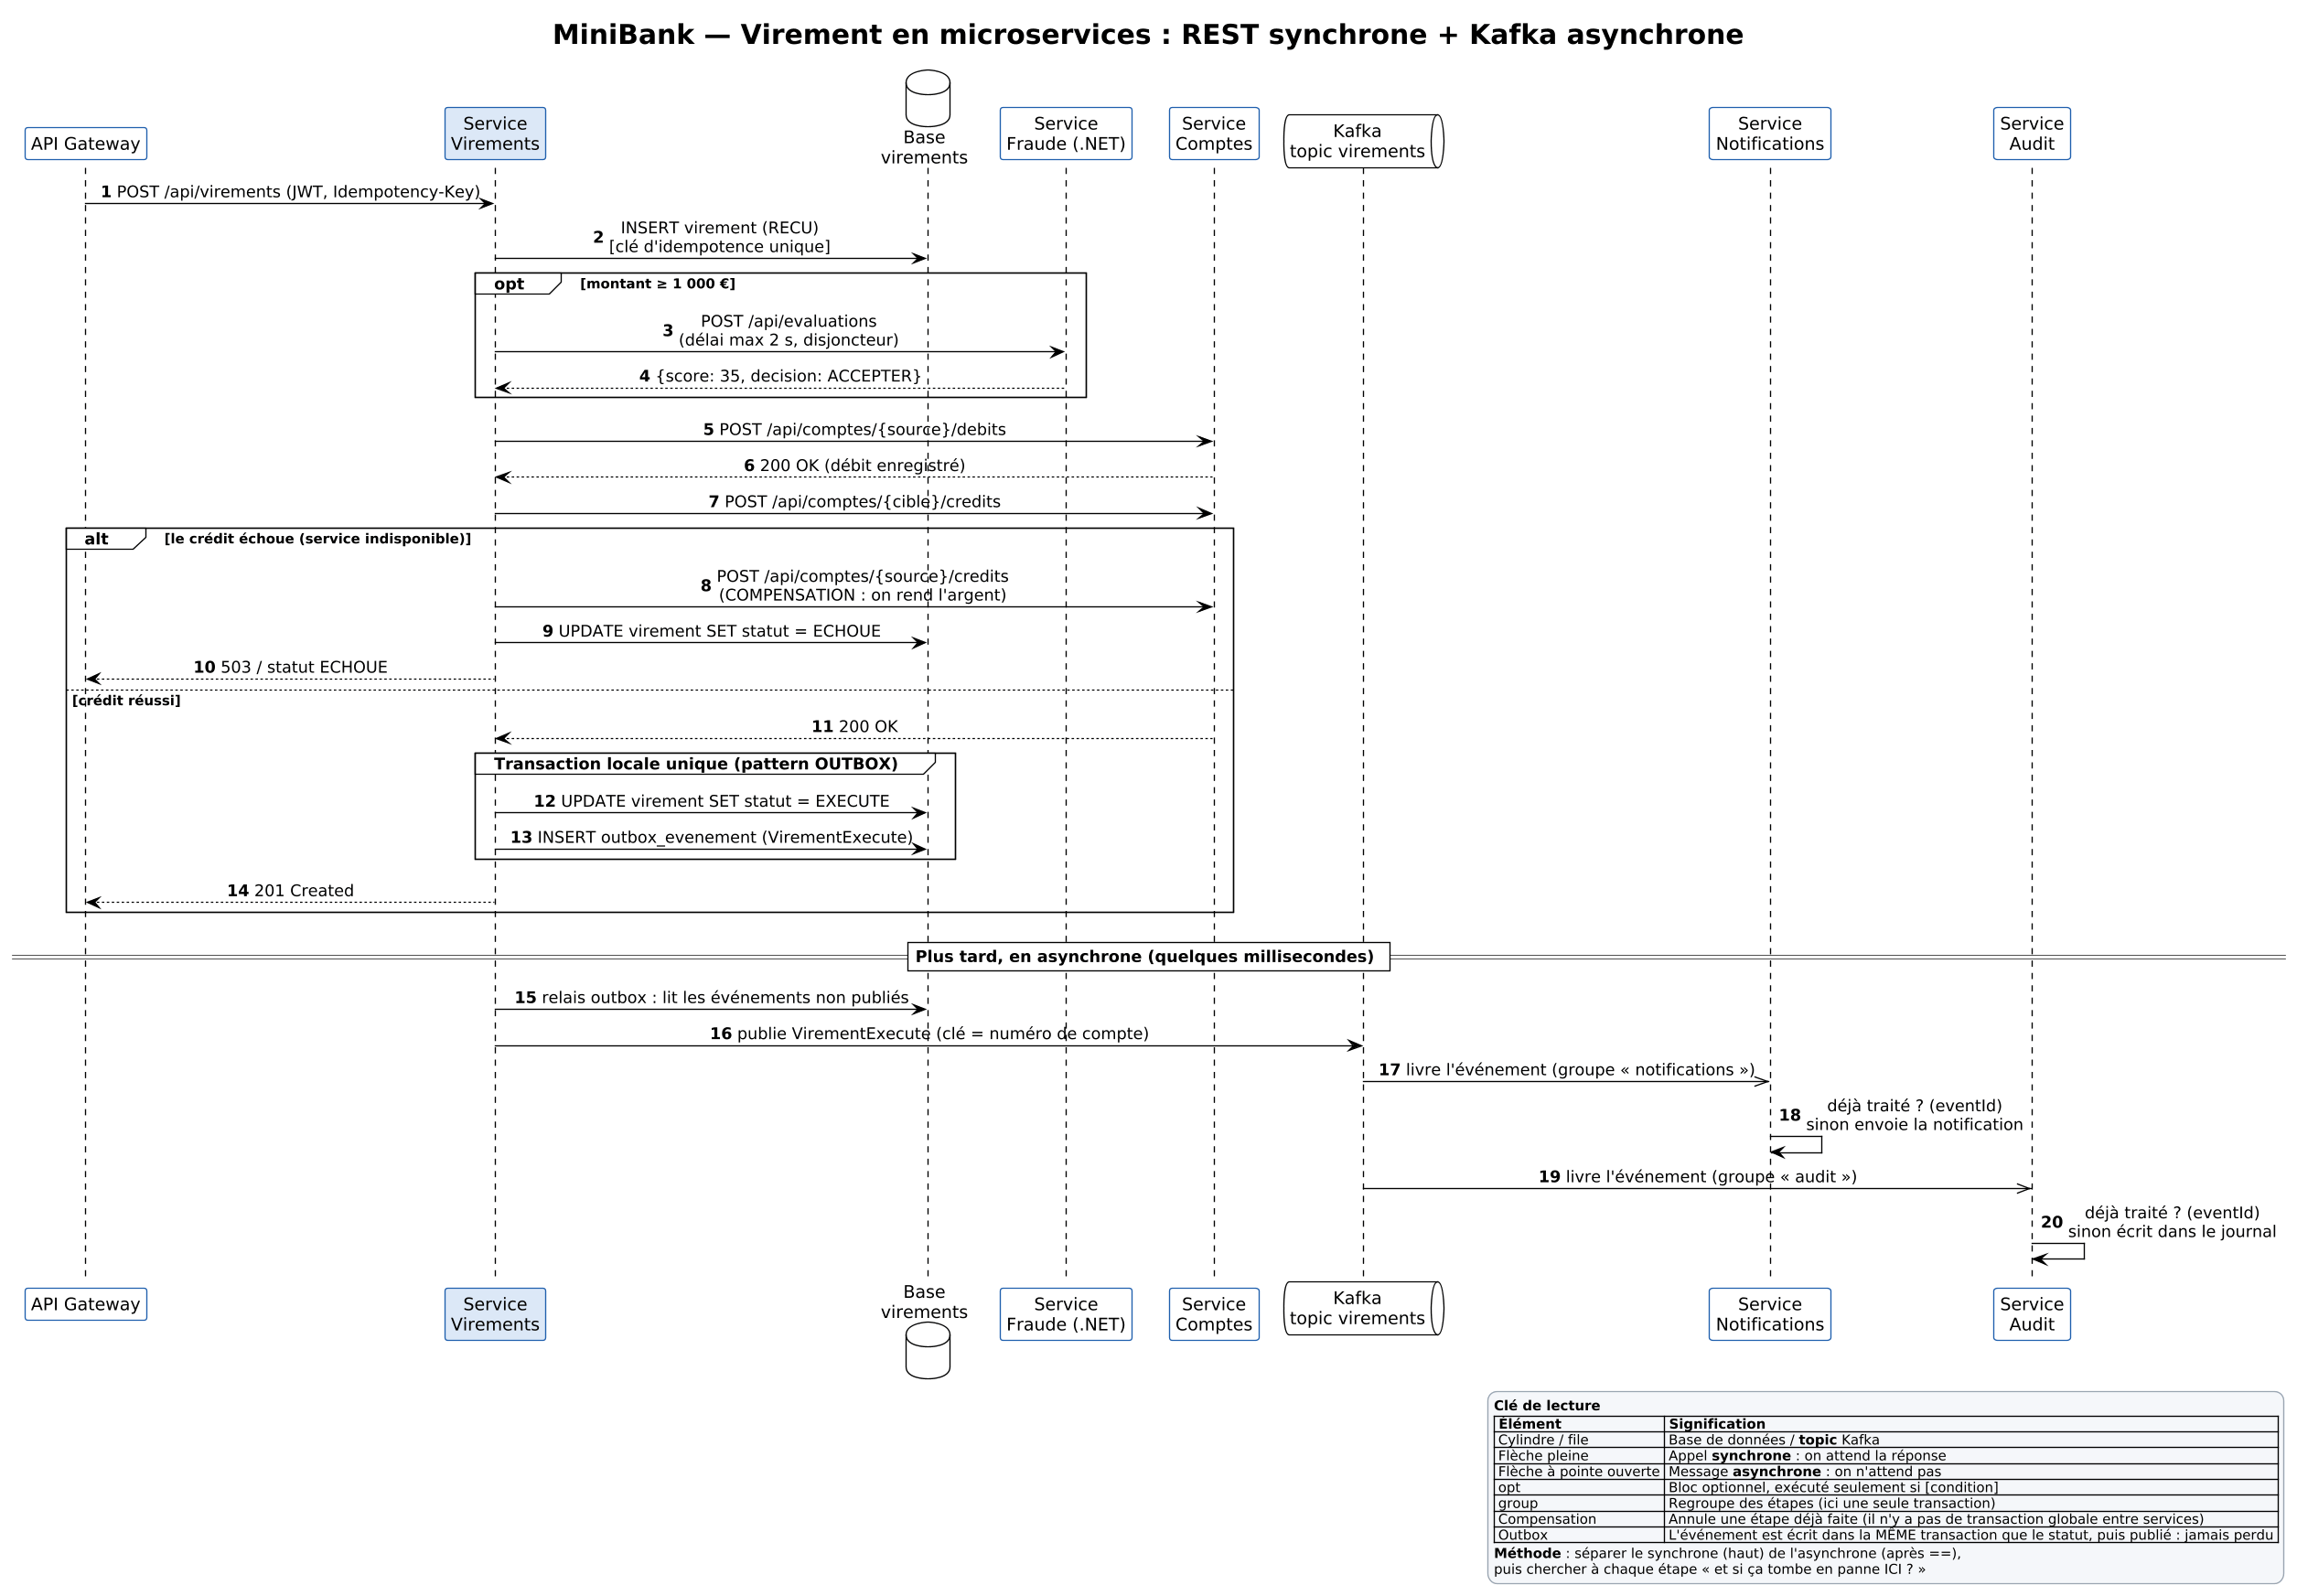 MiniBank — Virement en microservices : REST synchrone + Kafka asynchrone
API Gateway
Service
Virements
Base
virements
Service
Fraude (.NET)
Service
Comptes
Kafka
topic virements
Service
Notifications
Service
Audit
1 POST /api/virements (JWT, Idempotency-Key)
2 INSERT virement (RECU)
[clé d'idempotence unique]
opt [montant ≥ 1 000 €]
3 POST /api/evaluations
(délai max 2 s, disjoncteur)
4 {score: 35, decision: ACCEPTER}
5 POST /api/comptes/{source}/debits
6 200 OK (débit enregistré)
7 POST /api/comptes/{cible}/credits
alt [le crédit échoue (service indisponible)]
8 POST /api/comptes/{source}/credits
(COMPENSATION : on rend l'argent)
9 UPDATE virement SET statut = ECHOUE
10 503 / statut ECHOUE
[crédit réussi]
11 200 OK
Transaction locale unique (pattern OUTBOX)
12 UPDATE virement SET statut = EXECUTE
13 INSERT outbox_evenement (VirementExecute)
14 201 Created
Plus tard, en asynchrone (quelques millisecondes)
15 relais outbox : lit les événements non publiés
16 publie VirementExecute (clé = numéro de compte)
17 livre l'événement (groupe « notifications »)
18 déjà traité ? (eventId)
sinon envoie la notification
19 livre l'événement (groupe « audit »)
20 déjà traité ? (eventId)
sinon écrit dans le journal
API Gateway
Service
Virements
Base
virements
Service
Fraude (.NET)
Service
Comptes
Kafka
topic virements
Service
Notifications
Service
Audit
Clé de lecture
Élément Signification
Cylindre / file Base de données / topic Kafka
Flèche pleine Appel synchrone : on attend la réponse
Flèche à pointe ouverte Message asynchrone : on n'attend pas
opt Bloc optionnel, exécuté seulement si [condition]
group Regroupe des étapes (ici une seule transaction)
Compensation Annule une étape déjà faite (il n'y a pas de transaction globale entre services)
Outbox L'événement est écrit dans la MÊME transaction que le statut, puis publié : jamais perdu
Méthode : séparer le synchrone (haut) de l'asynchrone (après ==),
puis chercher à chaque étape « et si ça tombe en panne ICI ? »